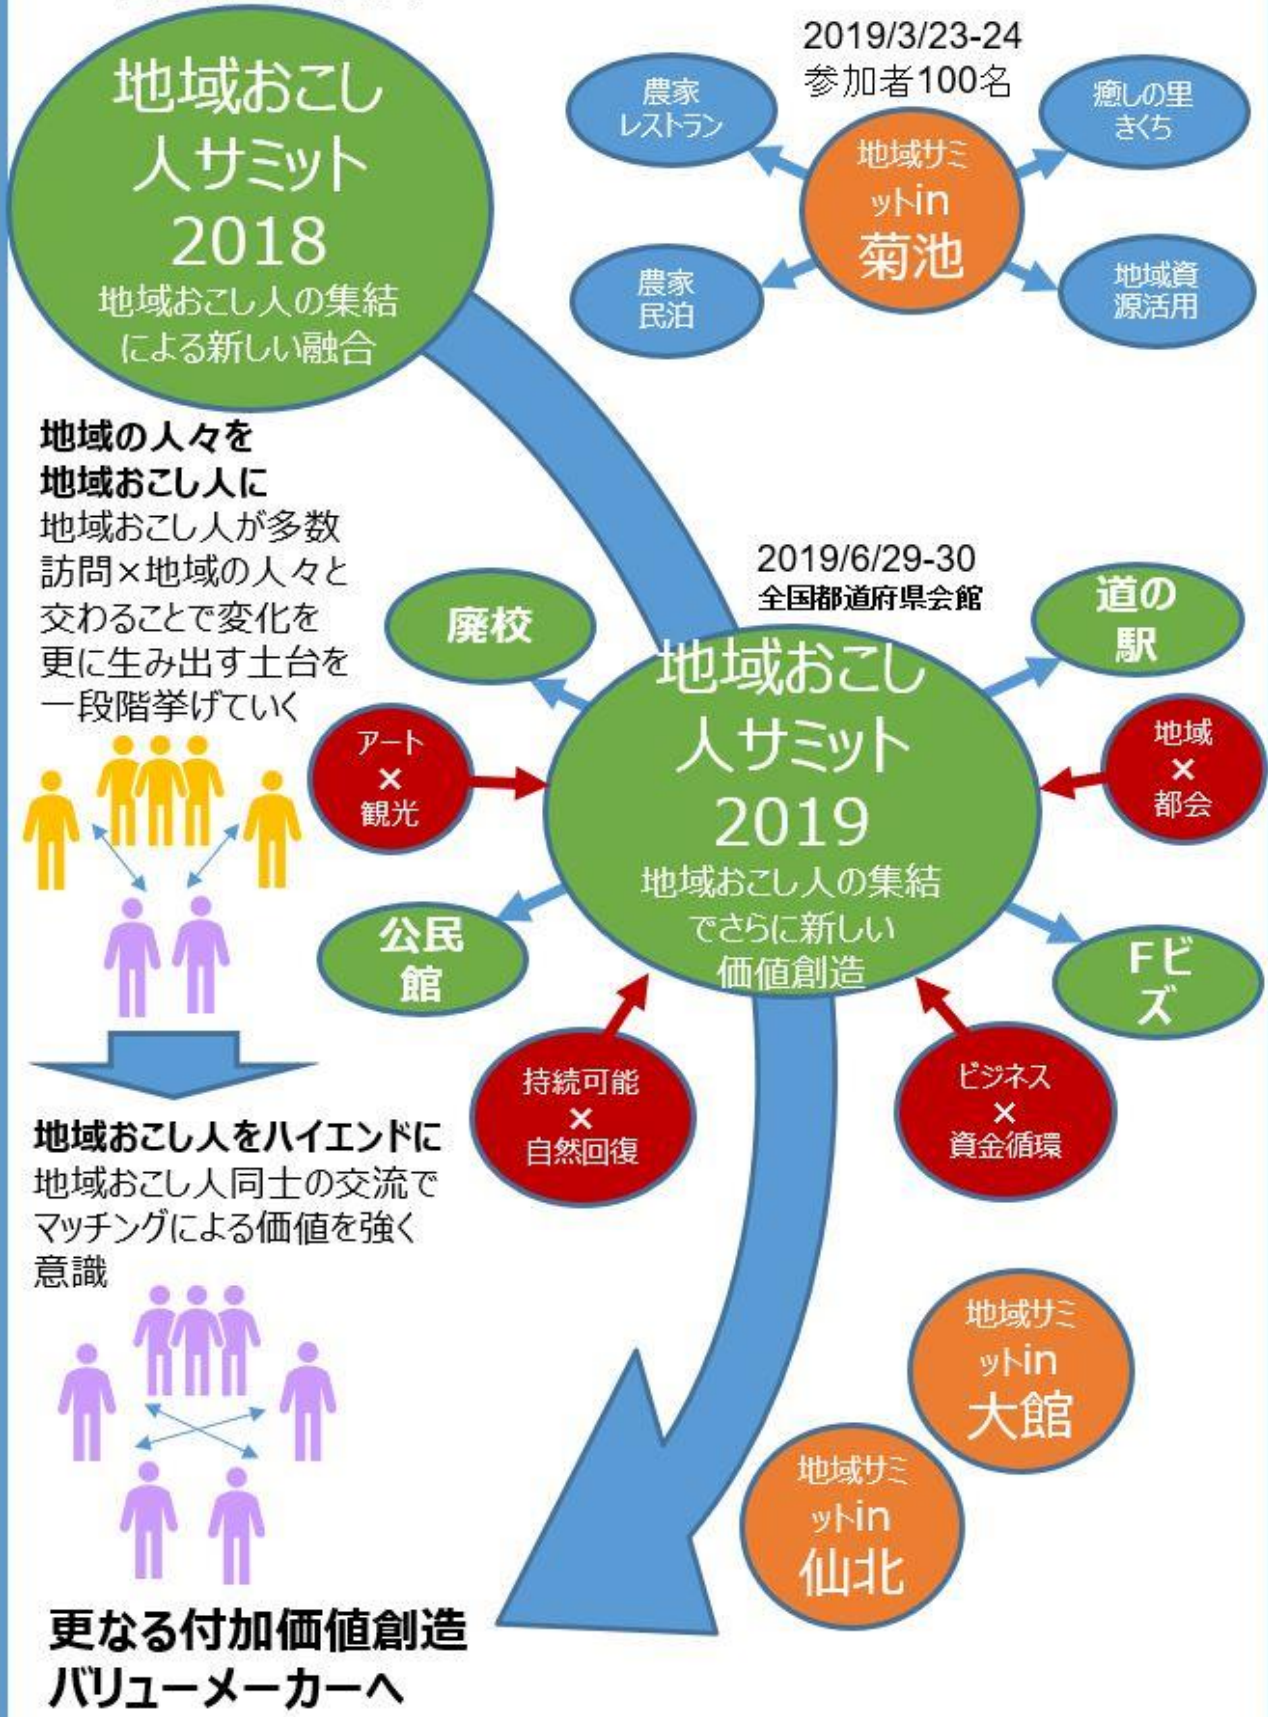 地域おこし
人サミット
2018
地域おこし人の集結
による新しい融合
2019/3/23-24
参加者100名
農家
レストラン
癒しの里
きくち
地域サミ
ットin
菊池
農家
民泊
地域資
源活用
地域の人々を
地域おこし人に
地域おこし人が多数
訪問×地域の人々と
交わることで変化を
更に生み出す土台を
一段階挙げていく
2019/6/29-30
全国都道府県会館
廃校
道の
駅
地域おこし
人サミット
2019
地域おこし人の集結
でさらに新しい
価値創造
アート
×
観光
地域
×
都会
公民
館
Fビ
ズ
持続可能
×
自然回復
ビジネス
×
資金循環
地域おこし人をハイエンドに
地域おこし人同士の交流で
マッチングによる価値を強く
意識
地域サミ
ットin
大館
地域サミ
ットin
仙北
更なる付加価値創造
バリューメーカーへ